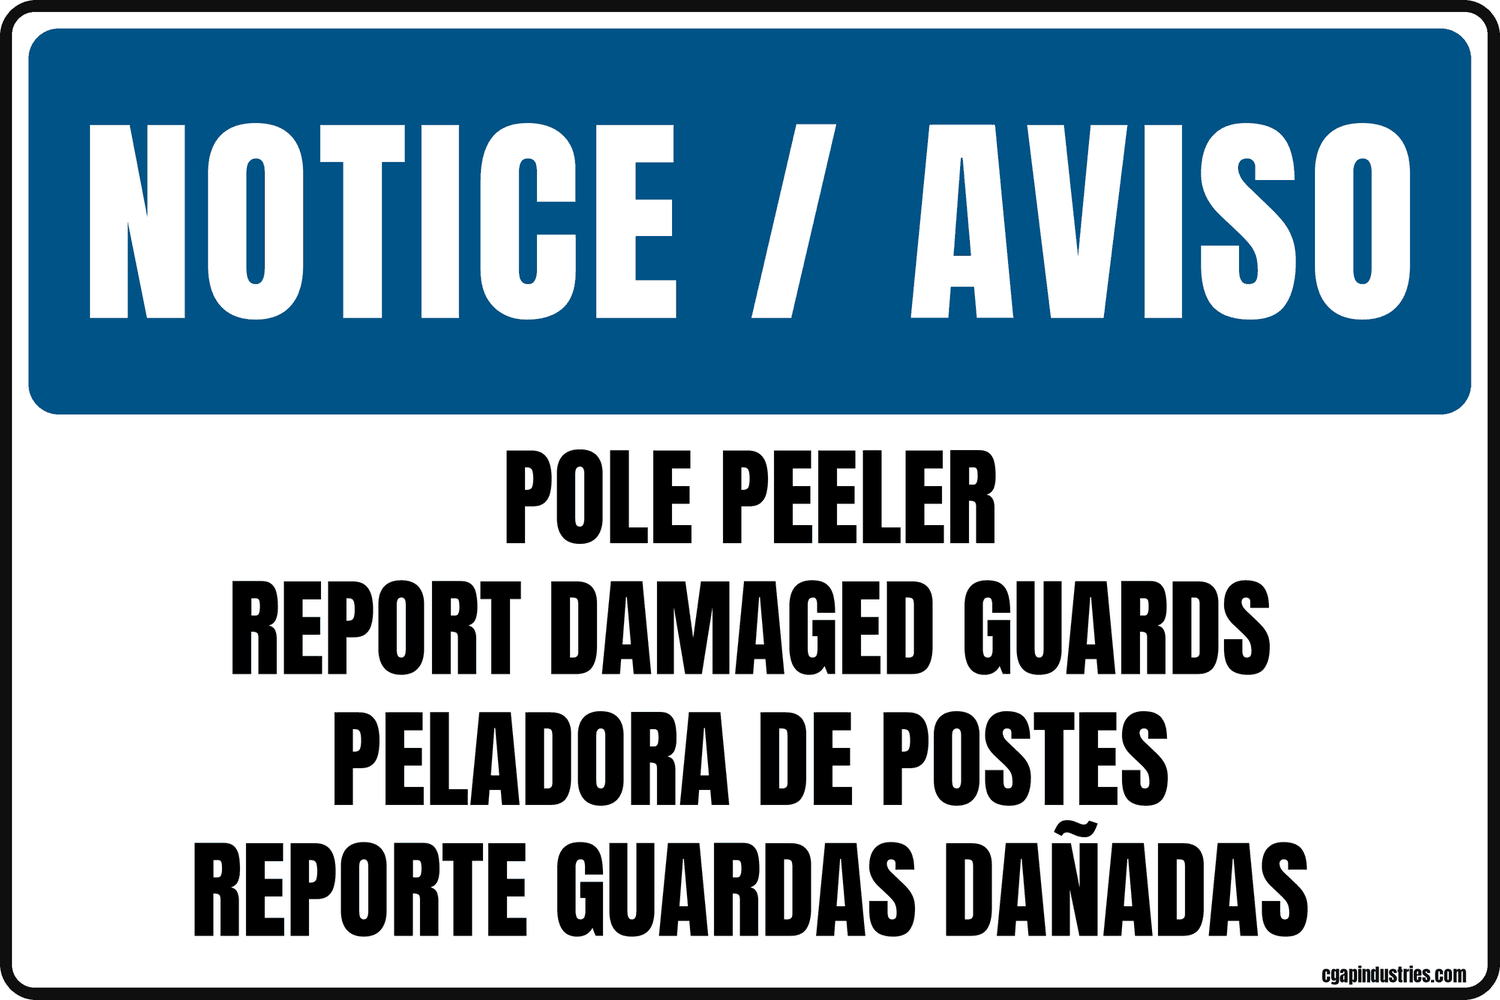 NOTICE / AVISO
POLE PEELER
REPORT DAMAGED GUARDS
PELADORA DE POSTES
REPORTE GUARDAS DAÑADAS
cgapindustries.com